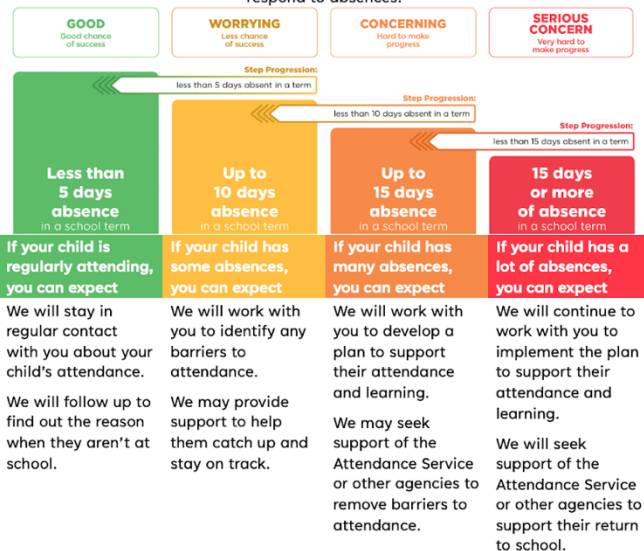 respond to absences.
GOOD
Good chance
of success
WORRYING
Less chance
of success
CONCERNING
Hard to make
progress
SERIOUS
CONCERN
Very hard to
make progress
Step Progression:
less than 5 days absent in a term
Step Progression:
less than 10 days absent in a term
Step Progression:
less than 15 days absent in a term
Less than
5 days
absence
in a school term
Up to
10 days
absence
in a school term
Up to
15 days
absence
in a school term
15 days
or more
of absence
in a school term
If your child is
regularly attending,
you can expect
We will stay in
regular contact
with you about your
child's attendance.
We will follow up to
find out the reason
when they aren't at
school.
If your child has
some absences,
you can expect
We will work with
you to identify any
barriers to
attendance.
We may provide
support to help
them catch up and
stay on track.
If your child has
many absences,
you can expect
We will work with
you to develop a
plan to support
their attendance
and learning.
We may seek
support of the
Attendance Service
or other agencies to
remove barriers to
attendance.
If your child has a
lot of absences,
you can expect
We will continue to
work with you to
implement the plan
to support their
attendance and
learning.
We will seek
support of the
Attendance Service
or other agencies to
support their return
to school.